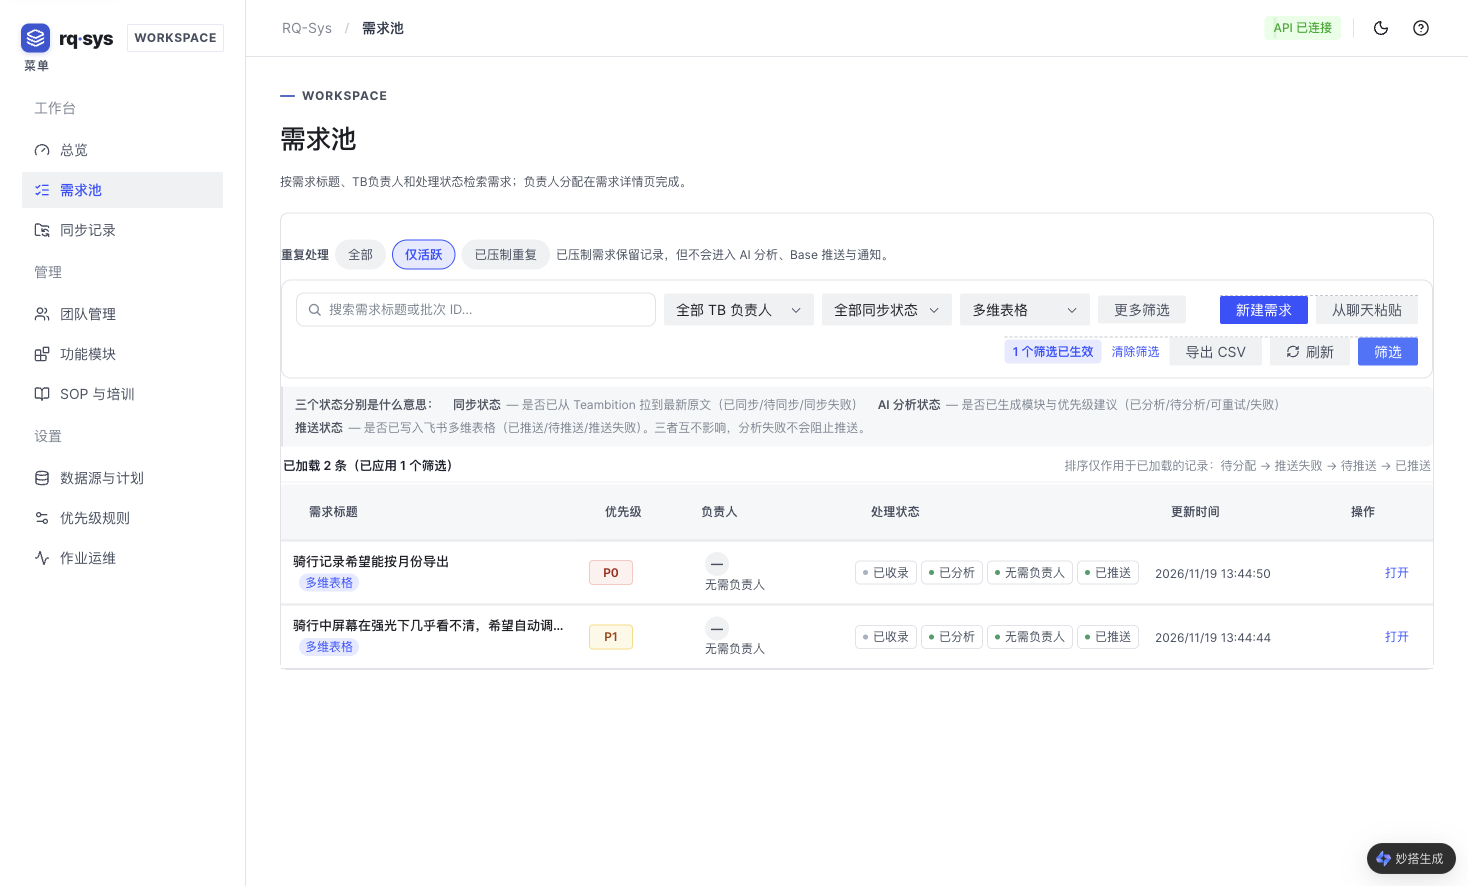 rq·sys WORKSPACE
菜单
工作台
总览
需求池
同步记录
管理
团队管理
功能模块
SOP 与培训
设置
数据源与计划
优先级规则
作业运维
RQ-Sys / 需求池
API 已连接
WORKSPACE
需求池
按需求标题、TB负责人和处理状态检索需求；负责人分配在需求详情页完成。
重复处理 全部 仅活跃 已压制重复 已压制需求保留记录，但不会进入 AI 分析、Base 推送与通知。
搜索需求标题或批次 ID... 全部 TB 负责人 全部同步状态 多维表格 更多筛选 新建需求 从聊天粘贴
1 个筛选已生效 清除筛选 导出 CSV 刷新 筛选
三个状态分别是什么意思： 同步状态 — 是否已从 Teambition 拉到最新原文（已同步/待同步/同步失败） AI 分析状态 — 是否已生成模块与优先级建议（已分析/待分析/可重试/失败）
推送状态 — 是否已写入飞书多维表格（已推送/待推送/推送失败）。三者互不影响，分析失败不会阻止推送。
已加载 2 条（已应用 1 个筛选） 排序仅作用于已加载的记录：待分配 → 推送失败 → 待推送 → 已推送
需求标题 优先级 负责人 处理状态 更新时间 操作
骑行记录希望能按月份导出
多维表格
P0
—
无需负责人
已收录 已分析 无需负责人 已推送 2026/11/19 13:44:50 打开
骑行中屏幕在强光下几乎看不清，希望自动调...
多维表格
P1
—
无需负责人
已收录 已分析 无需负责人 已推送 2026/11/19 13:44:44 打开
妙搭生成